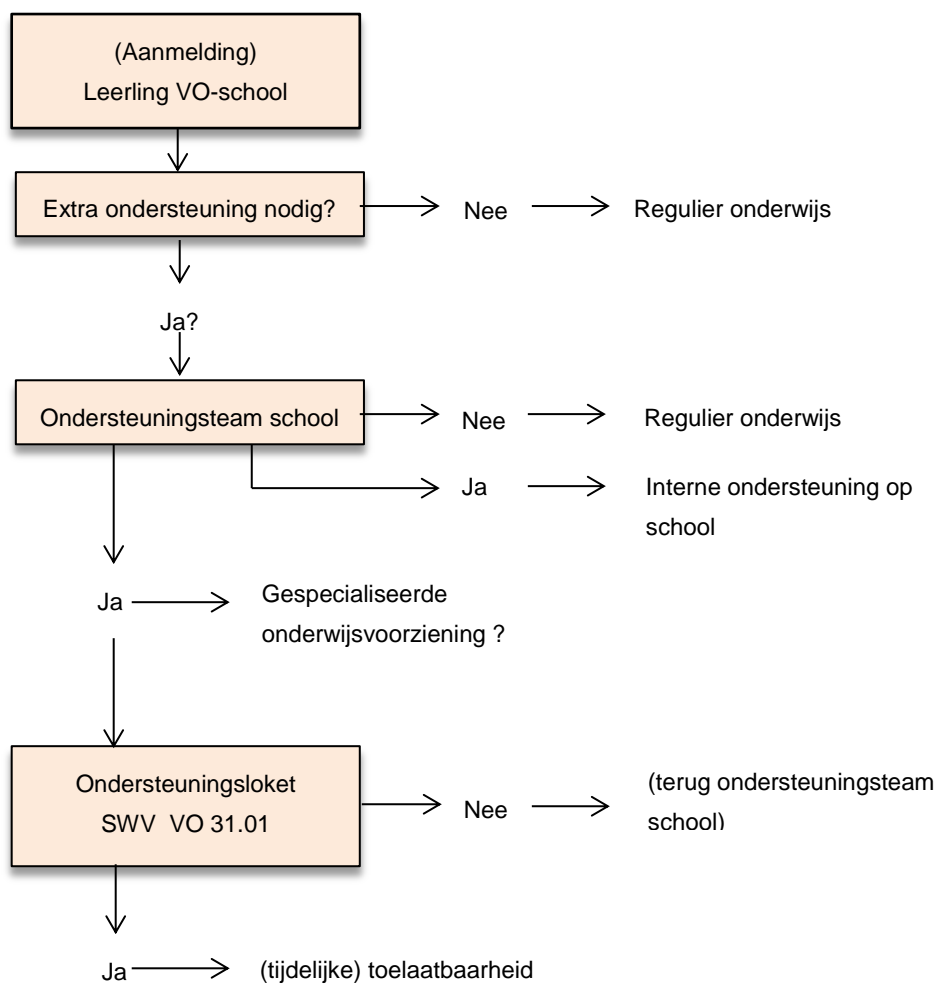 (Aanmelding)
Leerling VO-school
Extra ondersteuning nodig?
Nee
Regulier onderwijs
Ja?
Ondersteuningsteam school
Nee
Regulier onderwijs
Ja
Interne ondersteuning op
school
Ja
Gespecialiseerde
onderwijsvoorziening ?
Ondersteuningsloket
SWV VO 31.01
Nee
(terug ondersteuningsteam
school)
Ja
(tijdelijke) toelaatbaarheid